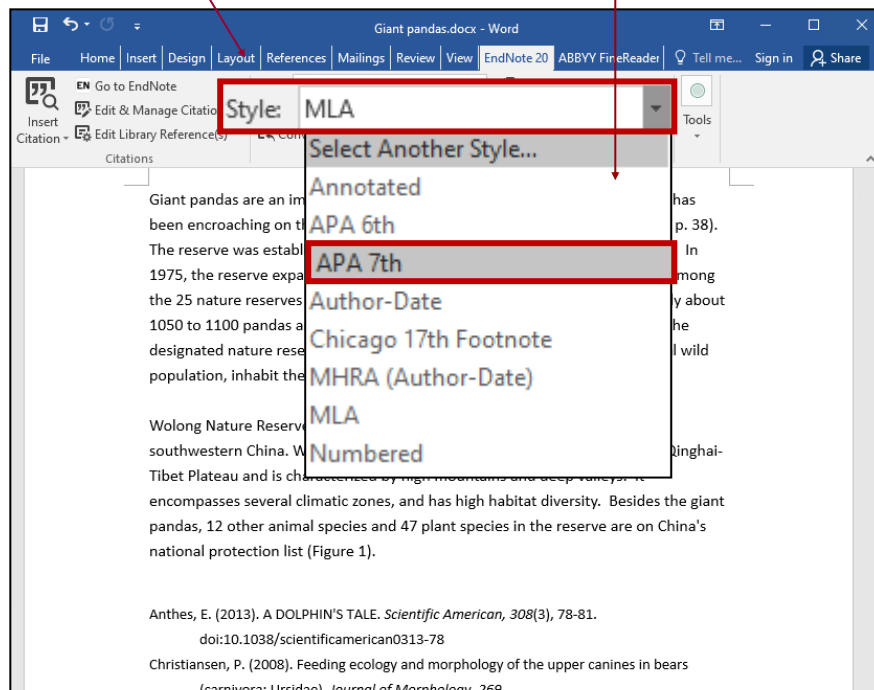 Giant pandas.docx - Word
File Home Insert Design Layout References Mailings Review View EndNote 20 ABBYY FineReader Tell me... Sign in Share
Insert Citation
EN Go to EndNote
Edit & Manage Citatio
Edit Library Reference(s)
Citations
Tools
Style: MLA
Select Another Style...
Annotated
APA 6th
APA 7th
Author-Date
Chicago 17th Footnote
MHRA (Author-Date)
MLA
Numbered
Giant pandas are an im has
been encroaching on t p. 38).
The reserve was establ In
1975, the reserve expa mong
the 25 nature reserves y about
1050 to 1100 pandas a he
designated nature rese l wild
population, inhabit the
Wolong Nature Reserv
southwestern China. W Qinghai-
Tibet Plateau and is characterized by high mountains and deep valleys. It
encompasses several climatic zones, and has high habitat diversity. Besides the giant
pandas, 12 other animal species and 47 plant species in the reserve are on China's
national protection list (Figure 1).
Anthes, E. (2013). A DOLPHIN'S TALE. Scientific American, 308(3), 78-81.
doi:10.1038/scientificamerican0313-78
Christiansen, P. (2008). Feeding ecology and morphology of the upper canines in bears
(carnivora: Ursidae). Journal of Morphology, 269